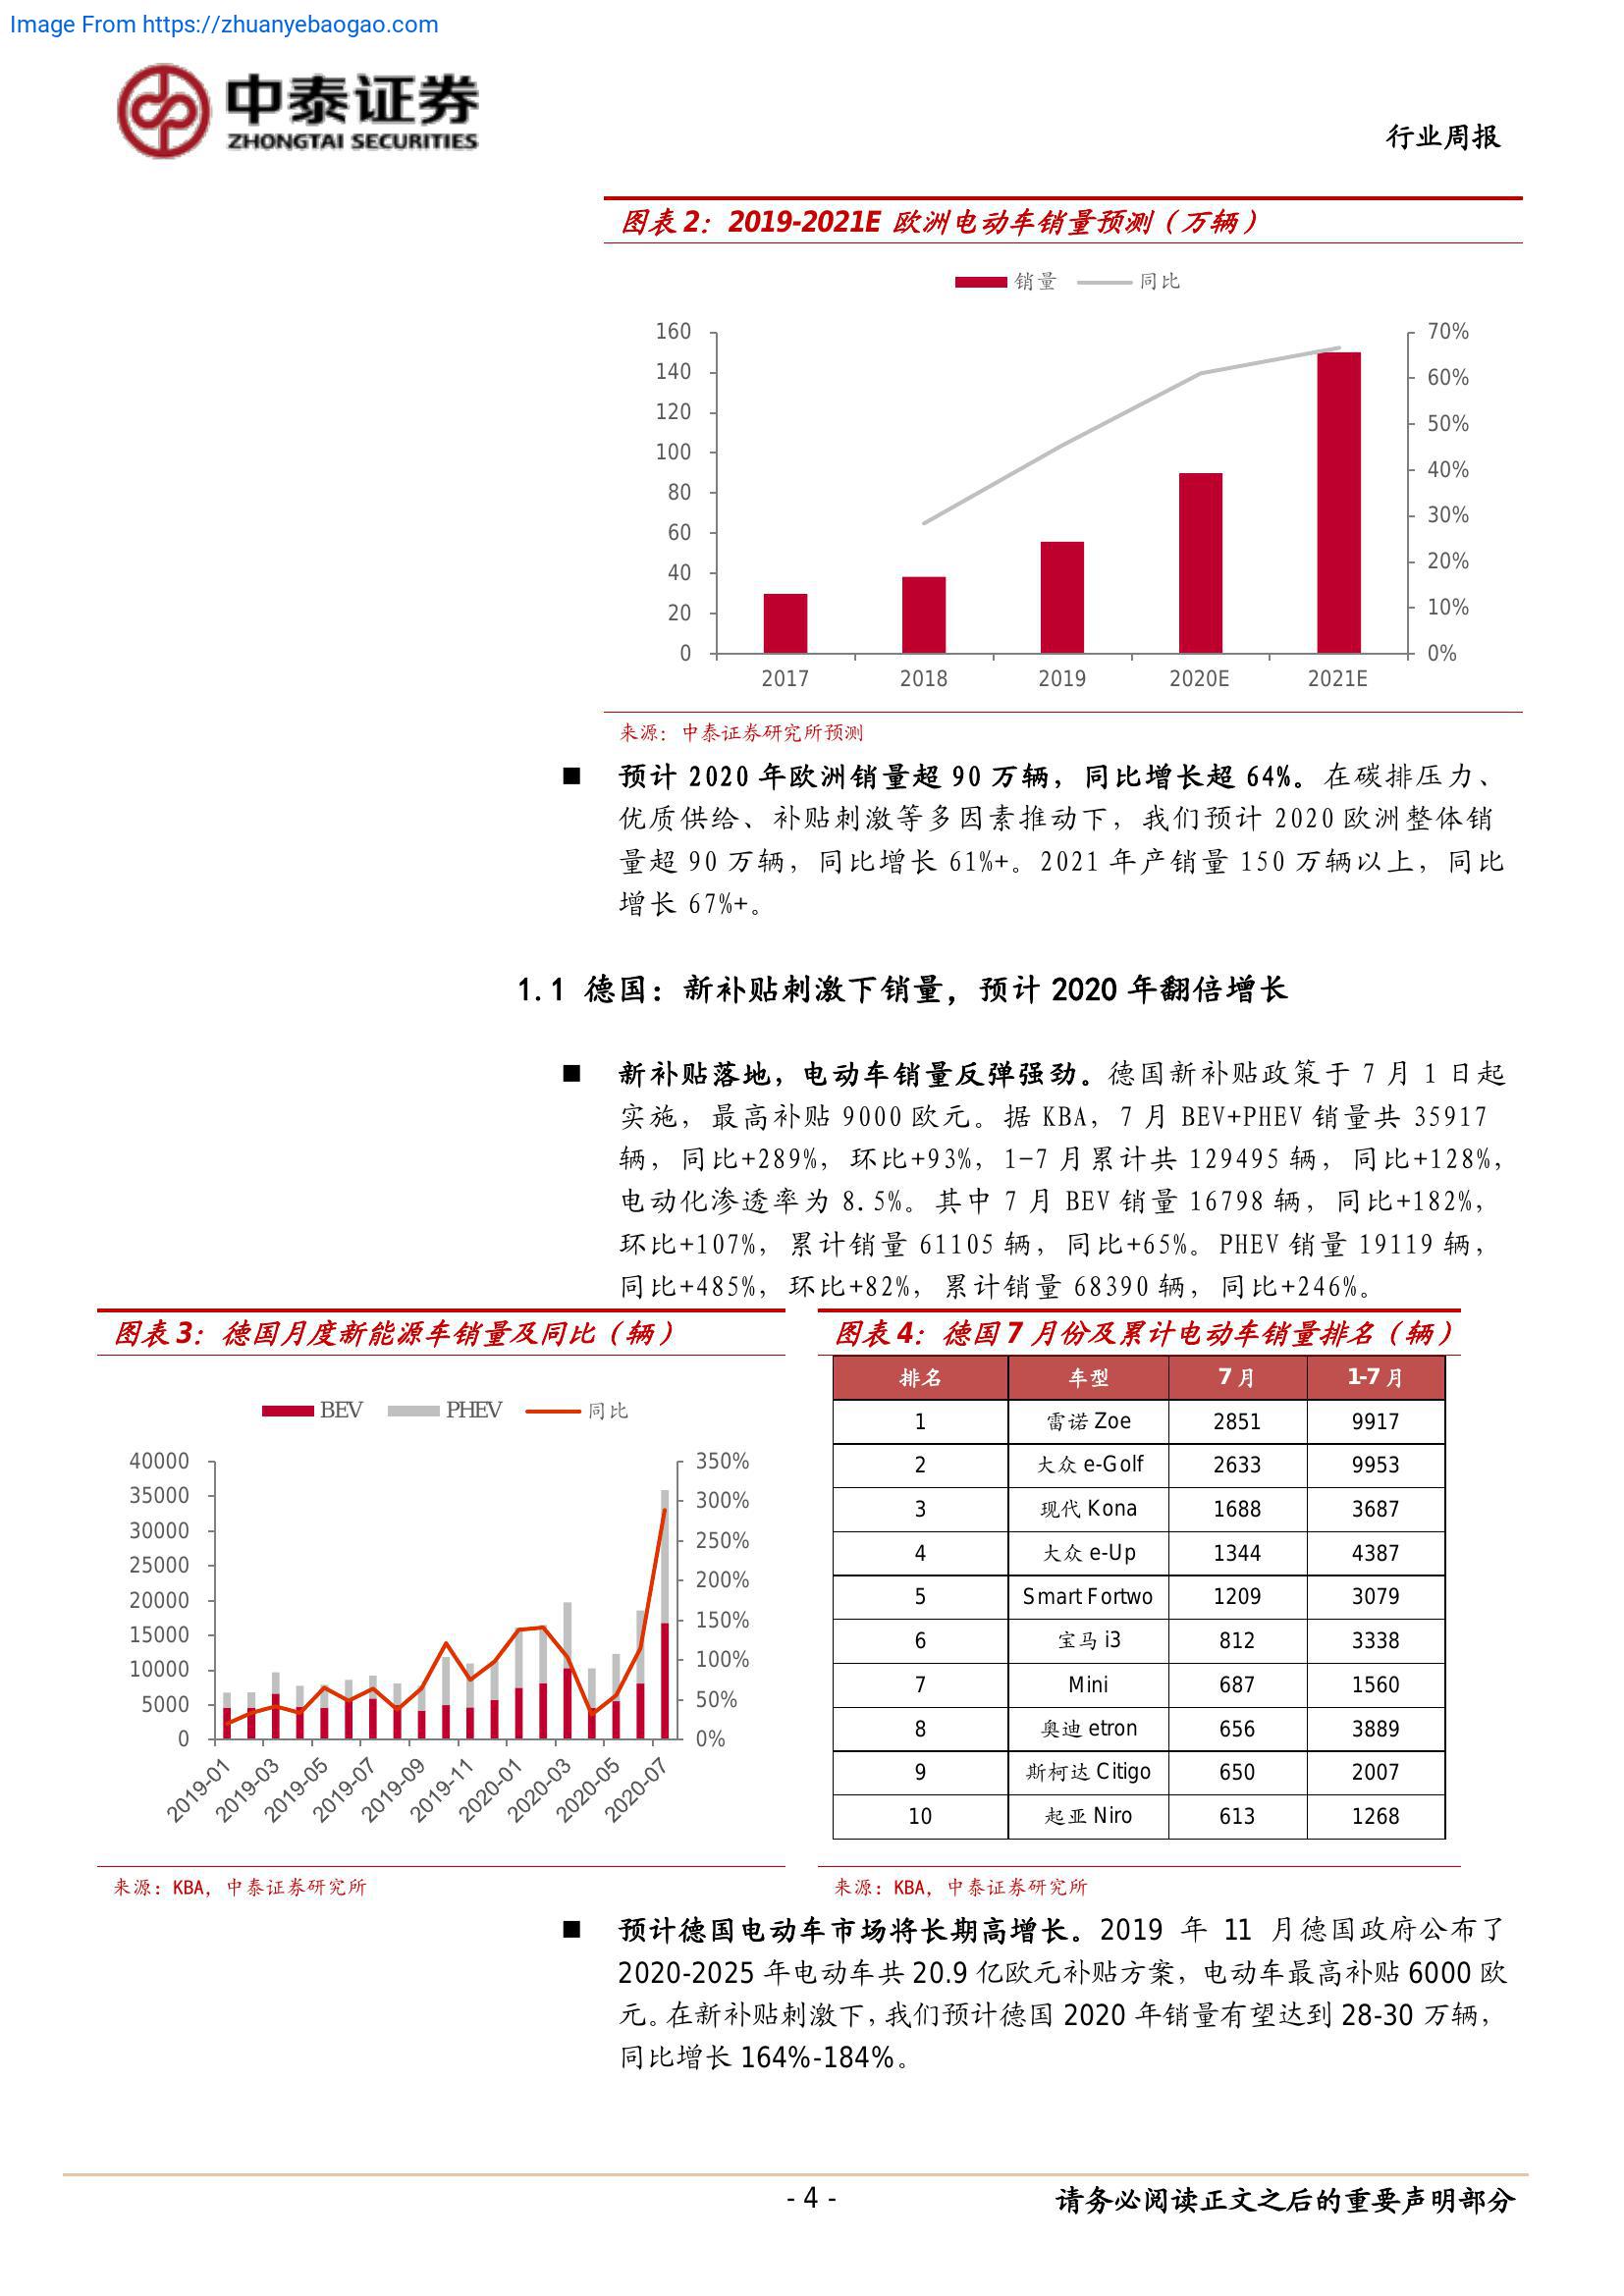 Image From https://zhuanyebaogao.com
中泰证券
ZHONGTAI SECURITIES
行业周报
图表2：2019-2021E 欧洲电动车销量预测（万辆）
销量 同比
160 70%
140 60%
120 50%
100 40%
80 30%
60 20%
40 10%
20 0%
0
2017 2018 2019 2020E 2021E
来源：中泰证券研究所预测
■ 预计 2020 年欧洲销量超 90 万辆，同比增长超 64%。在碳排压力、
优质供给、补贴刺激等多因素推动下，我们预计 2020 欧洲整体销
量超 90 万辆，同比增长 61%+。2021 年产销量 150 万辆以上，同比
增长 67%+。
1.1 德国：新补贴刺激下销量，预计 2020 年翻倍增长
■ 新补贴落地，电动车销量反弹强劲。德国新补贴政策于 7 月 1 日起
实施，最高补贴 9000 欧元。据 KBA，7 月 BEV+PHEV 销量共 35917
辆，同比+289%，环比+93%，1-7 月累计共 129495 辆，同比+128%，
电动化渗透率为 8.5%。其中 7 月 BEV 销量 16798 辆，同比+182%，
环比+107%，累计销量 61105 辆，同比+65%。PHEV 销量 19119 辆，
同比+485%，环比+82%，累计销量 68390 辆，同比+246%。
图表3：德国月度新能源车销量及同比（辆）
BEV PHEV 同比
40000 350%
35000 300%
30000 250%
25000 200%
20000 150%
15000 100%
10000 50%
5000 0%
0
2019-01 2019-03 2019-05 2019-07 2019-09 2019-11 2020-01 2020-03 2020-05 2020-07
来源：KBA，中泰证券研究所
图表4：德国7 月份及累计电动车销量排名（辆）
排名 车型 7 月 1-7 月
1 雷诺 Zoe 2851 9917
2 大众 e-Golf 2633 9953
3 现代 Kona 1688 3687
4 大众 e-Up 1344 4387
5 Smart Fortwo 1209 3079
6 宝马 i3 812 3338
7 Mini 687 1560
8 奥迪 etron 656 3889
9 斯柯达 Citigo 650 2007
10 起亚 Niro 613 1268
来源：KBA，中泰证券研究所
■ 预计德国电动车市场将长期高增长。2019 年 11 月德国政府公布了
2020-2025 年电动车共 20.9 亿欧元补贴方案，电动车最高补贴 6000 欧
元。在新补贴刺激下，我们预计德国 2020 年销量有望达到 28-30 万辆，
同比增长 164%-184%。
- 4 -
请务必阅读正文之后的重要声明部分